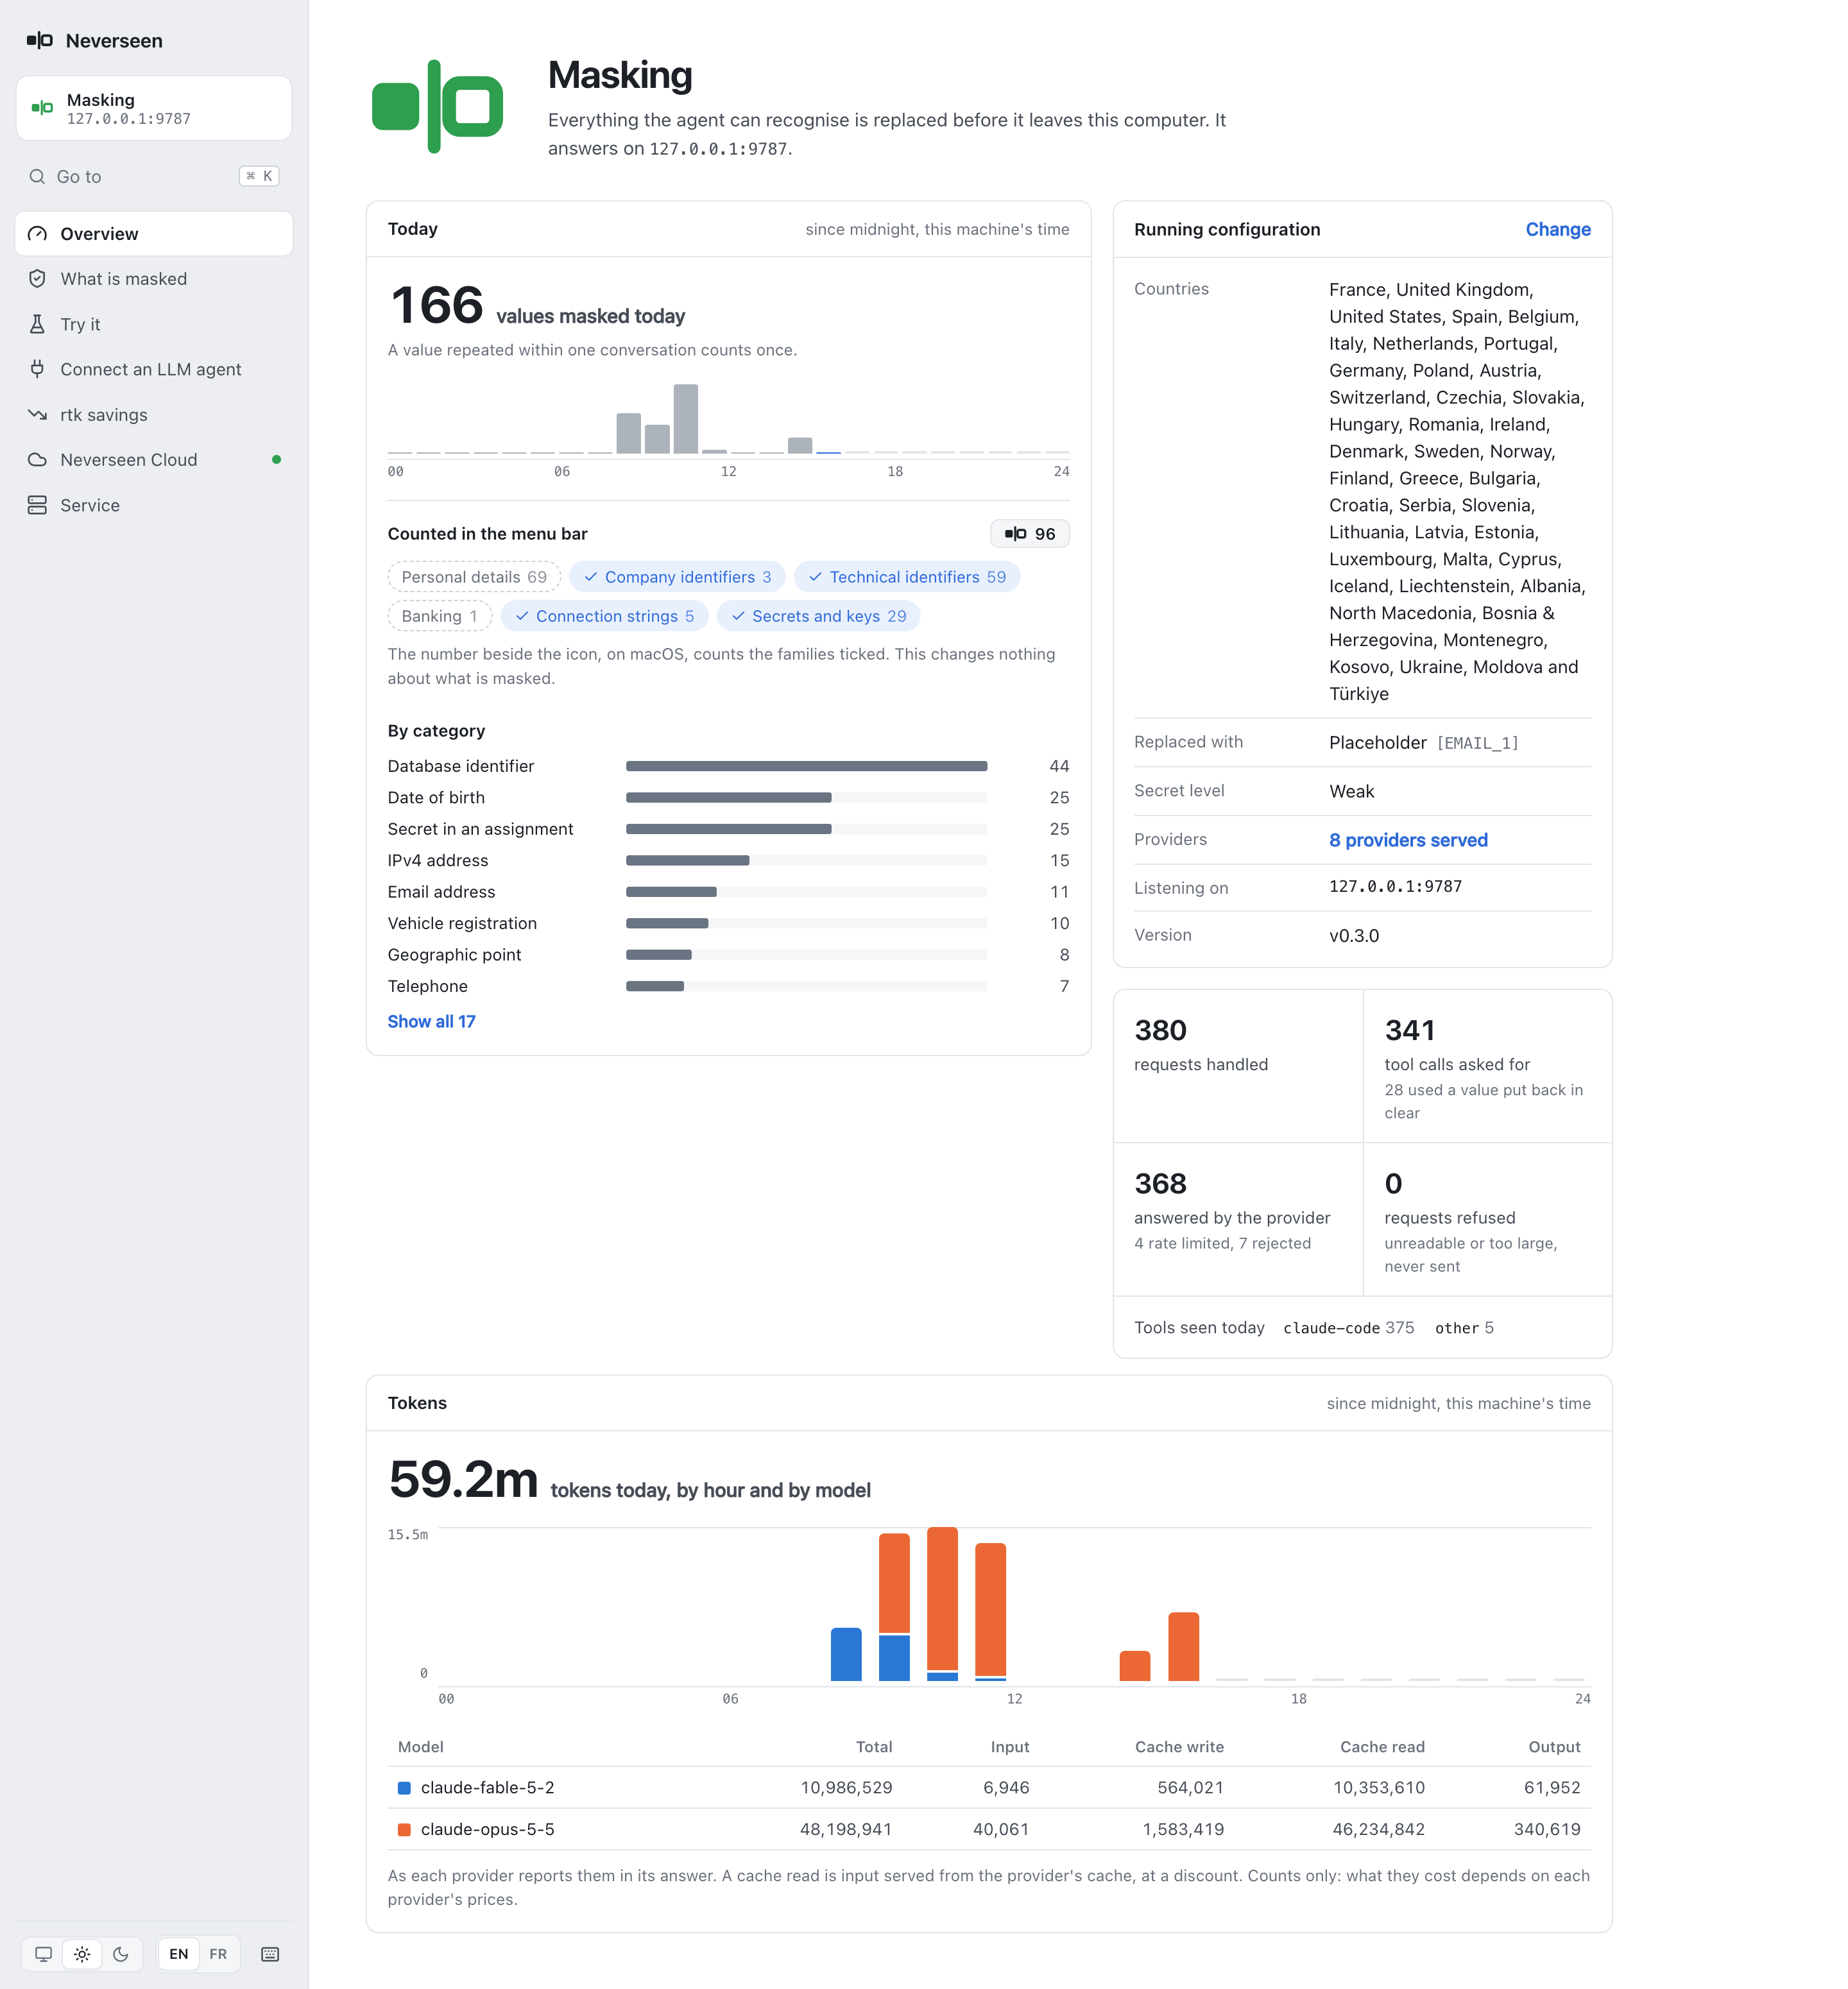 Neverseen
Masking
127.0.0.1:9787
Go to
⌘ K
Overview
What is masked
Try it
Connect an LLM agent
rtk savings
Neverseen Cloud
Service
EN FR
Masking
Everything the agent can recognise is replaced before it leaves this computer. It
answers on 127.0.0.1:9787.
Today
since midnight, this machine's time
166 values masked today
A value repeated within one conversation counts once.
00 06 12 18 24
Counted in the menu bar
96
Personal details 69
Company identifiers 3
Technical identifiers 59
Banking 1
Connection strings 5
Secrets and keys 29
The number beside the icon, on macOS, counts the families ticked. This changes nothing
about what is masked.
By category
Database identifier 44
Date of birth 25
Secret in an assignment 25
IPv4 address 15
Email address 11
Vehicle registration 10
Geographic point 8
Telephone 7
Show all 17
Running configuration
Change
Countries
France, United Kingdom,
United States, Spain, Belgium,
Italy, Netherlands, Portugal,
Germany, Poland, Austria,
Switzerland, Czechia, Slovakia,
Hungary, Romania, Ireland,
Denmark, Sweden, Norway,
Finland, Greece, Bulgaria,
Croatia, Serbia, Slovenia,
Lithuania, Latvia, Estonia,
Luxembourg, Malta, Cyprus,
Iceland, Liechtenstein, Albania,
North Macedonia, Bosnia &
Herzegovina, Montenegro,
Kosovo, Ukraine, Moldova and
Türkiye
Replaced with Placeholder [EMAIL_1]
Secret level Weak
Providers 8 providers served
Listening on 127.0.0.1:9787
Version v0.3.0
380
requests handled
341
tool calls asked for
28 used a value put back in
clear
368
answered by the provider
4 rate limited, 7 rejected
0
requests refused
unreadable or too large,
never sent
Tools seen today claude-code 375 other 5
Tokens
since midnight, this machine's time
59.2m tokens today, by hour and by model
15.5m
0
00 06 12 18 24
Model Total Input Cache write Cache read Output
claude-fable-5-2 10,986,529 6,946 564,021 10,353,610 61,952
claude-opus-5-5 48,198,941 40,061 1,583,419 46,234,842 340,619
As each provider reports them in its answer. A cache read is input served from the provider's cache, at a discount. Counts only: what they cost depends on each
provider's prices.